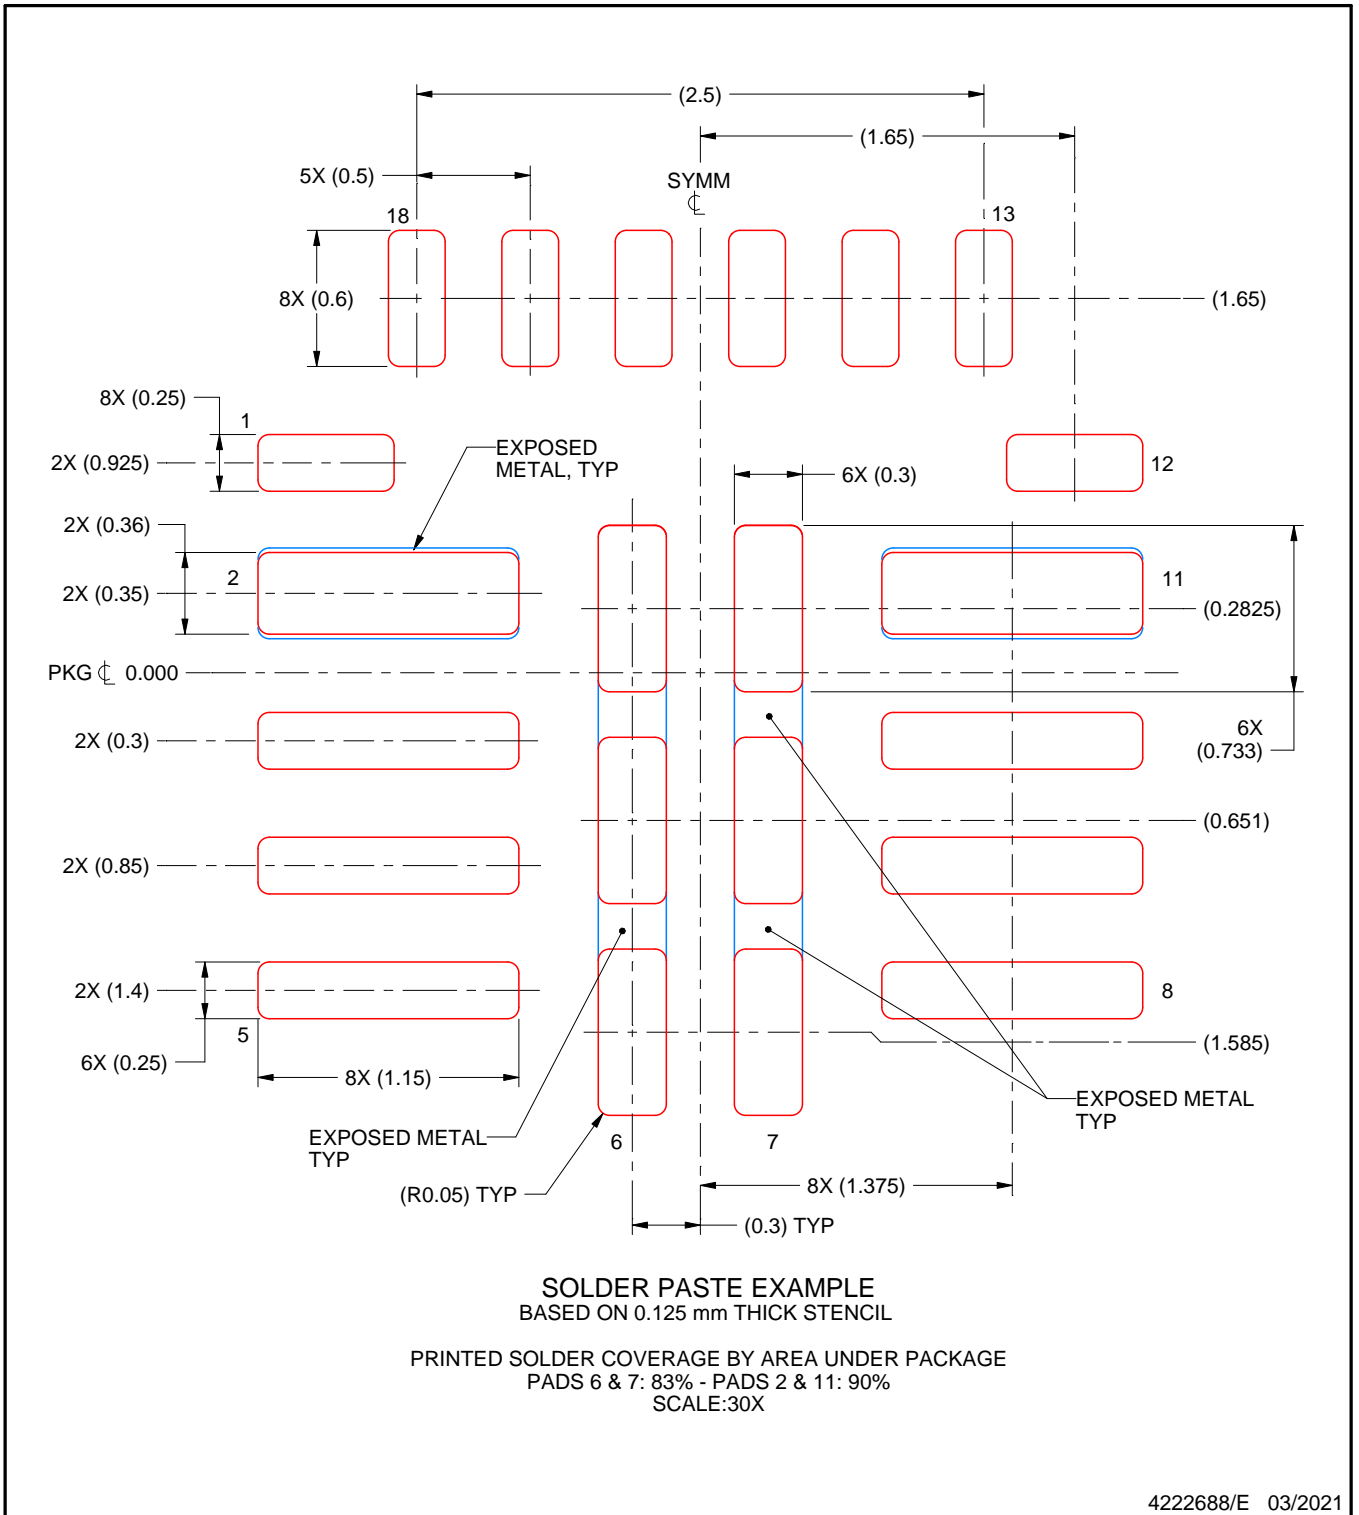 (2.5)
(1.65)
5X (0.5)
SYMM
℄
18
13
8X (0.6)
(1.65)
8X (0.25)
1
EXPOSED
METAL, TYP
2X (0.925)
12
6X (0.3)
2X (0.36)
2
11
2X (0.35)
(0.2825)
PKG ℄ 0.000
2X (0.3)
6X
(0.733)
(0.651)
2X (0.85)
2X (1.4)
8
5
(1.585)
6X (0.25)
8X (1.15)
EXPOSED METAL
TYP
EXPOSED METAL
TYP
6
7
(R0.05) TYP
8X (1.375)
(0.3) TYP
SOLDER PASTE EXAMPLE
BASED ON 0.125 mm THICK STENCIL
PRINTED SOLDER COVERAGE BY AREA UNDER PACKAGE
PADS 6 & 7: 83% - PADS 2 & 11: 90%
SCALE:30X
4222688/E 03/2021